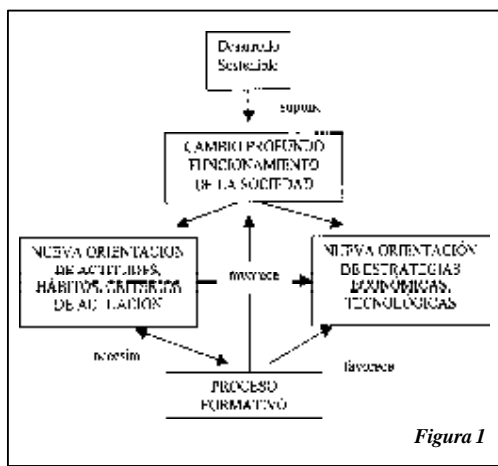 Desarrollo
Sostenible
supone
CAMBIO PROFUNDO
FUNCIONAMIENTO
DE LA SOCIEDAD
NUEVA ORIENTACIÓN
DE ACTITUDES,
HÁBITOS, CRITERIOS
DE ACTUACIÓN
favorece
NUEVA ORIENTACIÓN
DE ESTRATEGIAS
ECONÓMICAS,
TECNOLÓGICAS
necesita
favorece
PROCESO
FORMATIVO
Figura 1